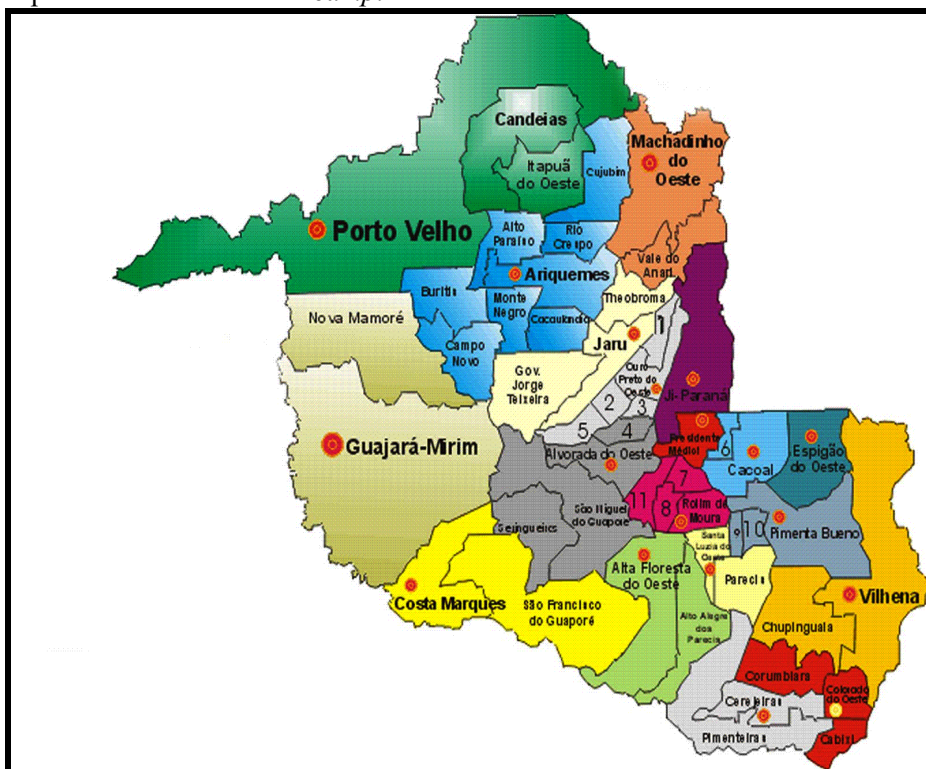 Candeias
Itapuã
do Oeste
Cujubim
Machadinho
do
Oeste
Porto Velho
Alto
Paraíso
Rio
Crespo
Vale do
Anari
Ariquemes
Buritis
Monte
Negro
Theobroma
Cacaulandia
Nova Mamoré
1
Jaru
Campo
Novo
Gov.
Jorge
Teixeira
Ouro
Preto do
Oeste
Ji-Paraná
2
3
5
4
Presidente
Médici
6
Guajará-Mirim
Alvorada do Oeste
Cacoal
Espigão
do Oeste
7
11
8
Rolim de
Moura
São Miguel
do Guaporé
9
10
Pimenta Bueno
Santa
Luzia do
Oeste
Alta Floresta
do Oeste
Parecis
Costa Marques
São Francisco
do Guaporé
Vilhena
Alto Alegre
dos
Parecis
Chupinguaia
Corumbiara
Colorado
do Oeste
Cerejeiras
Pimenteiras
Cabixi